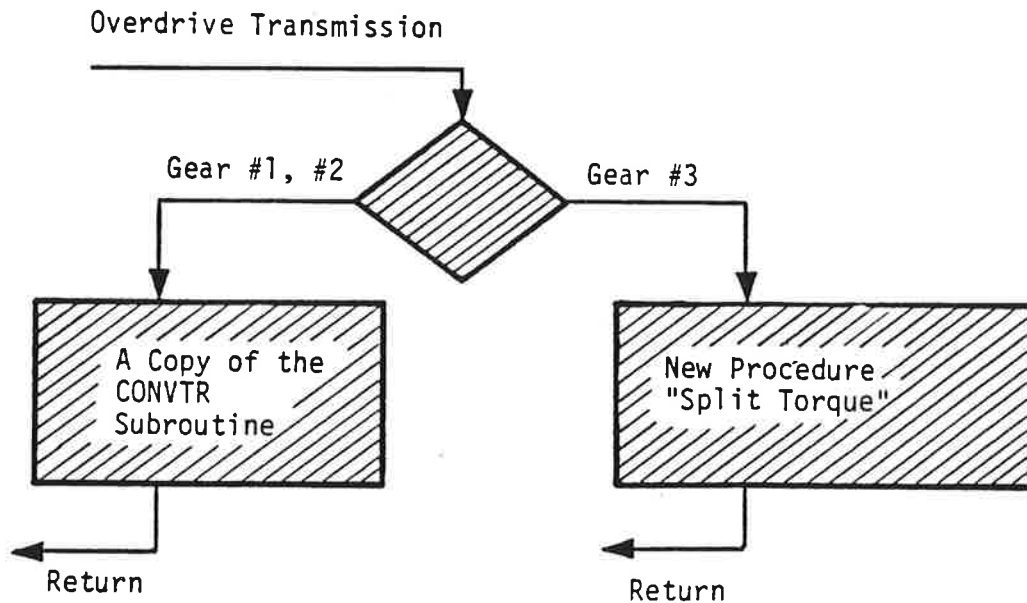 Overdrive Transmission
Gear #1, #2
Gear #3
A Copy of the
CONVTR
Subroutine
New Procedure
"Split Torque"
Return
Return